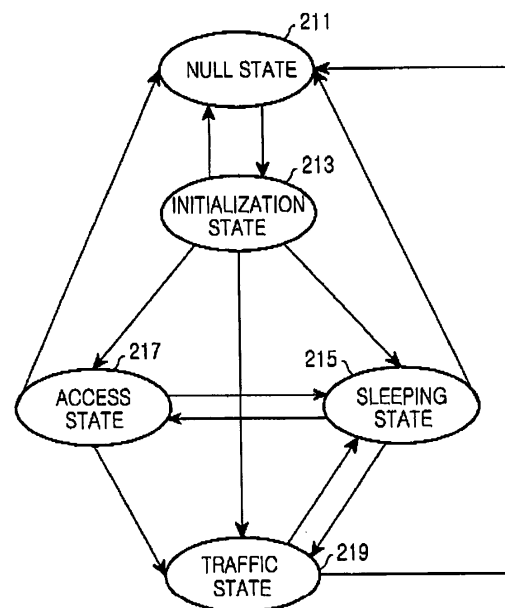 211
NULL STATE
213
INITIALIZATION
STATE
217
ACCESS
STATE
215
SLEEPING
STATE
TRAFFIC
STATE
219